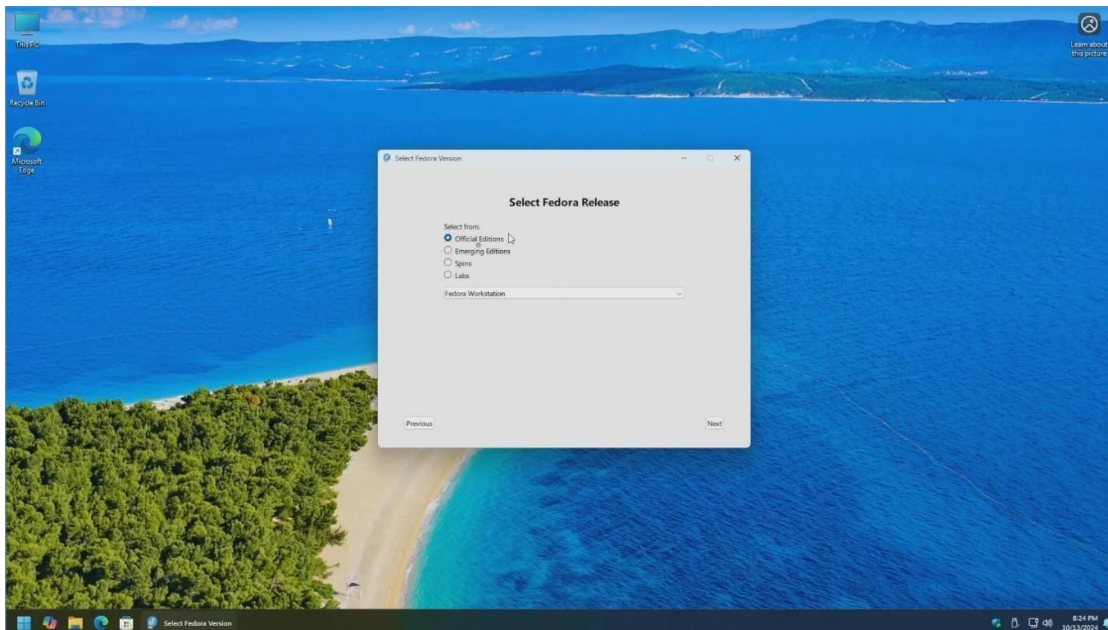 This PC
Recycle Bin
Microsoft
Edge
Learn about
this picture
Select Fedora Version
Select Fedora Release
Select from:
Official Editions
Emerging Editions
Spins
Labs
Fedora Workstation
Previous
Next
Select Fedora Version
8:24 PM
10/13/2024